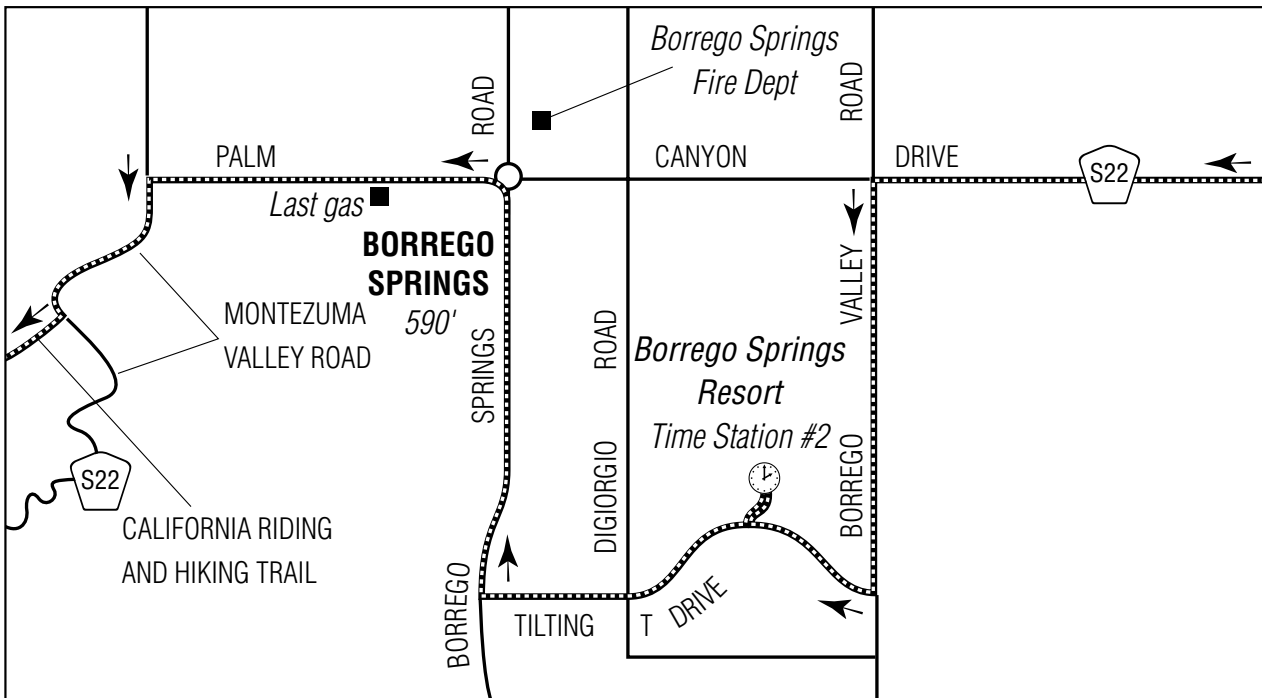 Borrego Springs
Fire Dept
ROAD
ROAD
PALM
CANYON
DRIVE
S22
Last gas
BORREGO
SPRINGS
590'
VALLEY
MONTEZUMA
VALLEY ROAD
SPRINGS
ROAD
Borrego Springs
Resort
Time Station #2
S22
DIGIORGIO
BORREGO
CALIFORNIA RIDING
AND HIKING TRAIL
BORREGO
TILTING
T
DRIVE